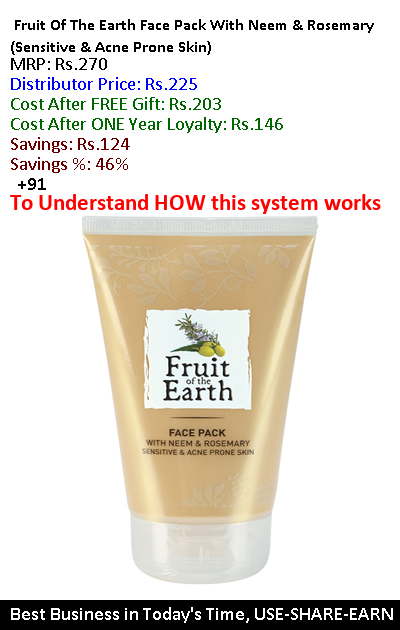 Fruit Of The Earth Face Pack With Neem & Rosemary
(Sensitive & Acne Prone Skin)
MRP: Rs.270
Distributor Price: Rs.225
Cost After FREE Gift: Rs.203
Cost After ONE Year Loyalty: Rs.146
Savings: Rs.124
Savings %: 46%
+91
To Understand HOW this system works
Fruit
of the
Earth
FACE PACK
WITH NEEM & ROSEMARY
SENSITIVE & ACNE PRONE SKIN
Best Business in Today's Time, USE-SHARE-EARN